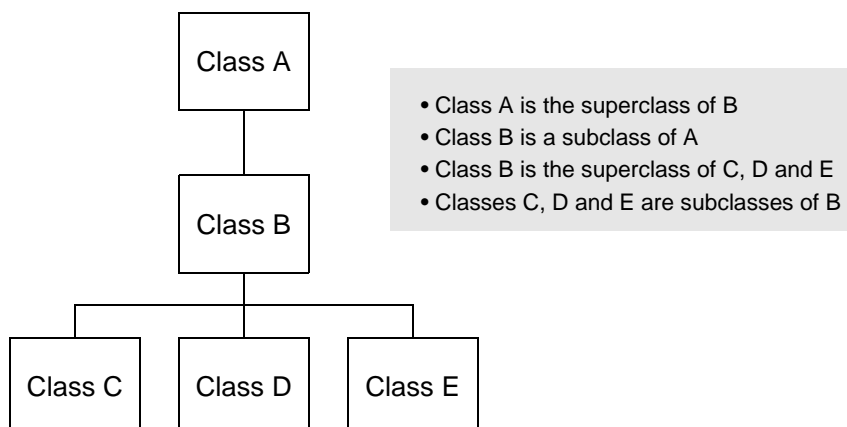 Class A
• Class A is the superclass of B
• Class B is a subclass of A
• Class B is the superclass of C, D and E
• Classes C, D and E are subclasses of B
Class B
Class C
Class D
Class E